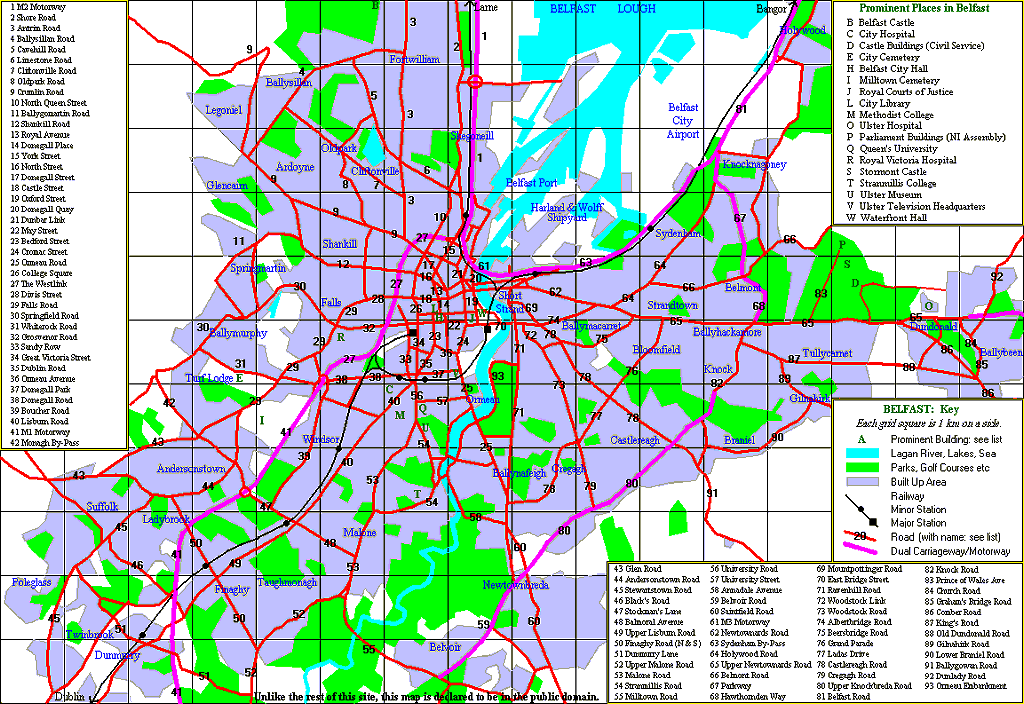 1 M2 Motorway
2 Shore Road
3 Antrim Road
4 Ballysillan Road
5 Cavehill Road
6 Limestone Road
7 Cliftonville Road
8 Oldpark Road
9 Crumlin Road
10 North Queen Street
11 Ballygomartin Road
12 Shankill Road
13 Royal Avenue
14 Donegall Place
15 York Street
16 North Street
17 Donegall Street
18 Castle Street
19 Oxford Street
20 Donegall Quay
21 Dunbar Link
22 May Street
23 Bedford Street
24 Cromac Street
25 Ormeau Road
26 College Square
27 The Westlink
28 Divis Street
29 Falls Road
30 Springfield Road
31 Whiterock Road
32 Grosvenor Road
33 Sandy Row
34 Great Victoria Street
35 Dublin Road
36 Ormeau Avenue
37 Donegall Park
38 Donegall Road
39 Boucher Road
40 Lisburn Road
41 M1 Motorway
42 Monagh By-Pass
Larne
BELFAST LOUGH
Bangor
Holywood
Fortwilliam
Ballysillan
Legoniel
Skegoneill
Belfast
City
Airport
Oldpark
Ardoyne
Cliftonville
Knocknagoney
Glencairn
Belfast Port
Harland & Wolff
Shipyard
Sydenham
Shankill
Springmartin
Belmont
Falls
Short
Strand
Strandtown
Ballymurphy
Ballymacarret
Ballyhackamore
Dundonald
Bloomfield
Tullycarnet
Ballybeen
Turf Lodge
Knock
Ormeau
Gilnahirk
Windsor
Castlereagh
Braniel
Andersonstown
Ballynafeigh
Cregagh
Suffolk
Ladybrook
Malone
Poleglass
Finaghy
Taughmonagh
Newtownbreda
Twinbrook
Dunmurry
Belvoir
Dublin
Unlike the rest of this site, this map is declared to be in the public domain.
Prominent Places in Belfast
B Belfast Castle
C City Hospital
D Castle Buildings (Civil Service)
E City Cemetery
H Belfast City Hall
I Milltown Cemetery
J Royal Courts of Justice
L City Library
M Methodist College
O Ulster Hospital
P Parliament Buildings (NI Assembly)
Q Queen's University
R Royal Victoria Hospital
S Stormont Castle
T Stranmillis College
U Ulster Museum
V Ulster Television Headquarters
W Waterfront Hall
BELFAST: Key
Each grid square is 1 km on a side.
A Prominent Building: see list
Lagan River, Lakes, Sea
Parks, Golf Courses etc
Built Up Area
Railway
Minor Station
Major Station
29 Road (with name: see list)
Dual Carriageway/Motorway
43 Glen Road
44 Andersonstown Road
45 Stewartstown Road
46 Black's Road
47 Stockman's Lane
48 Balmoral Avenue
49 Upper Lisburn Road
50 Finaghy Road (N & S)
51 Dunmurry Lane
52 Upper Malone Road
53 Malone Road
54 Stranmillis Road
55 Milltown Road
56 University Road
57 University Street
58 Annadale Avenue
59 Belvoir Road
60 Saintfield Road
61 M3 Motorway
62 Newtownards Road
63 Sydenham By-Pass
64 Holywood Road
65 Upper Newtownards Road
66 Belmont Road
67 Parkway
68 Hawthornden Way
69 Mountpottinger Road
70 East Bridge Street
71 Ravenhill Road
72 Woodstock Link
73 Woodstock Road
74 Albertbridge Road
75 Beersbridge Road
76 Grand Parade
77 Ladas Drive
78 Castlereagh Road
79 Cregagh Road
80 Upper Knockbreda Road
81 Belfast Road
82 Knock Road
83 Prince of Wales Ave
84 Church Road
85 Graham's Bridge Road
86 Comber Road
87 King's Road
88 Old Dundonald Road
89 Gilnahirk Road
90 Lower Braniel Road
91 Ballygowan Road
92 Dunlady Road
93 Ormeau Embankment